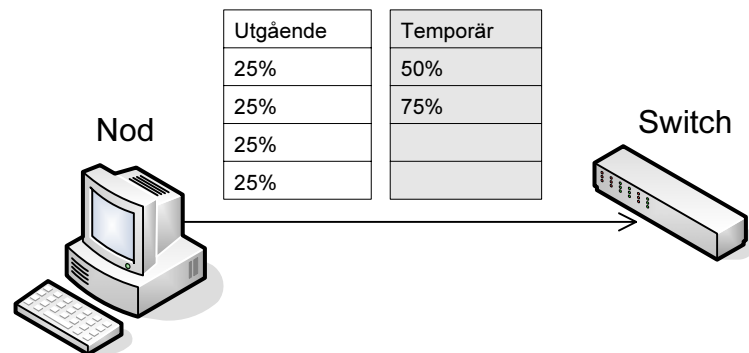 Utgående Temporär
25% 50%
25% 75%
25%
25%
Nod
Switch